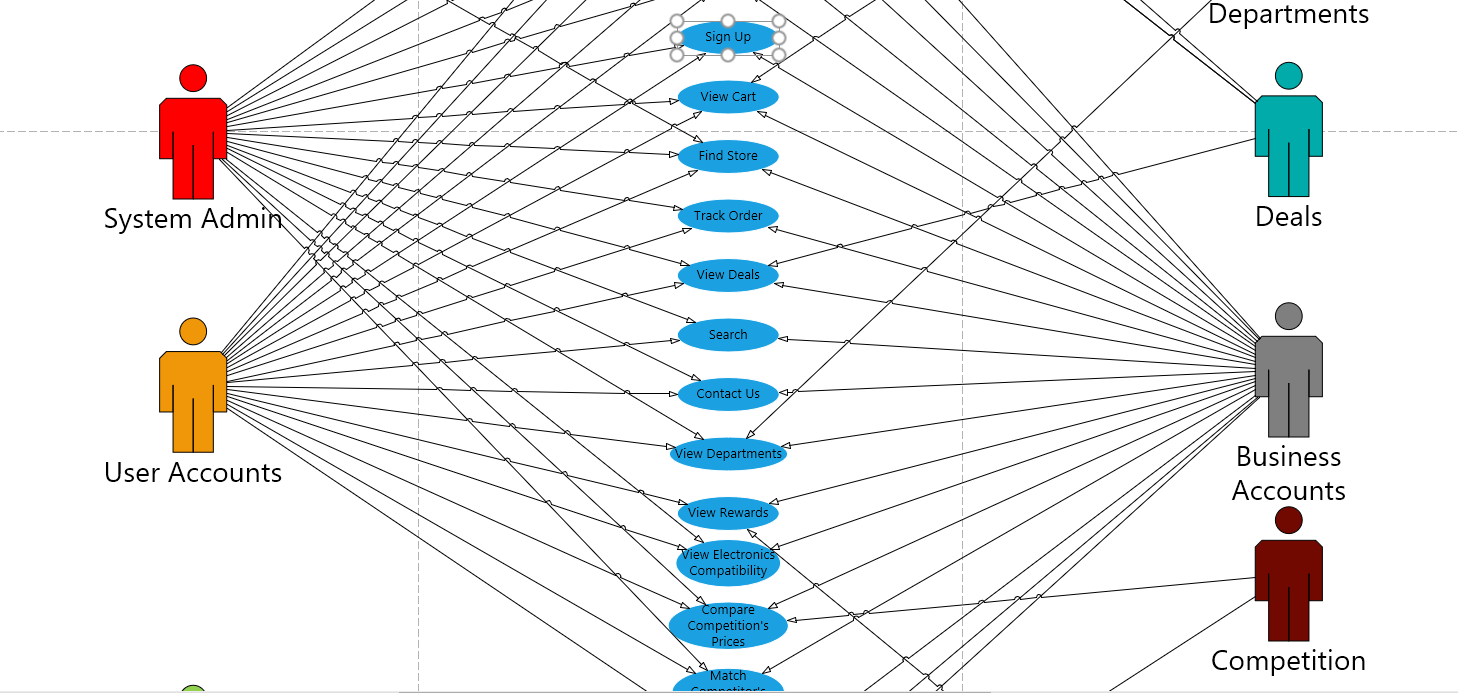 Departments
Sign Up
View Cart
Find Store
Track Order
System Admin
Deals
View Deals
Search
Contact Us
View Departments
User Accounts
Business
Accounts
View Rewards
View Electronics
Compatibility
Compare
Competition's
Prices
Competition
Match
Competitor's